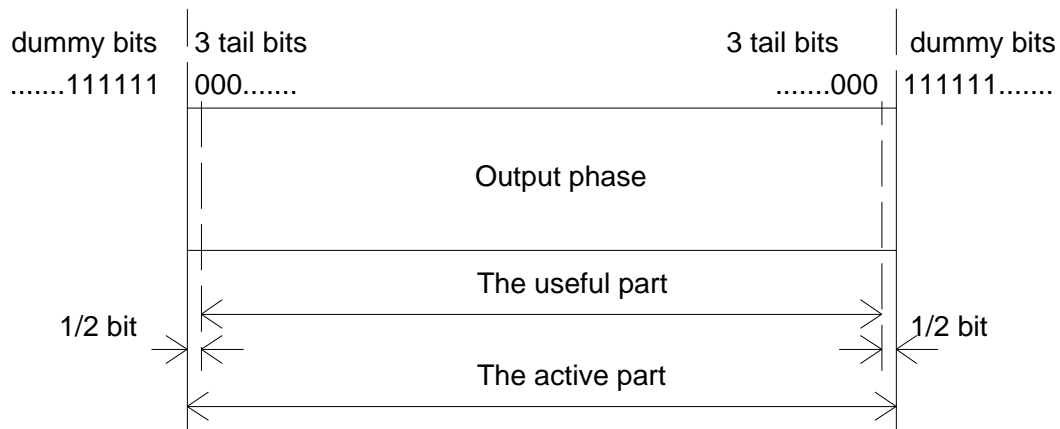 dummy bits 3 tail bits 3 tail bits dummy bits
.......111111 000....... .......000 111111.......
Output phase
The useful part
1/2 bit 1/2 bit
The active part